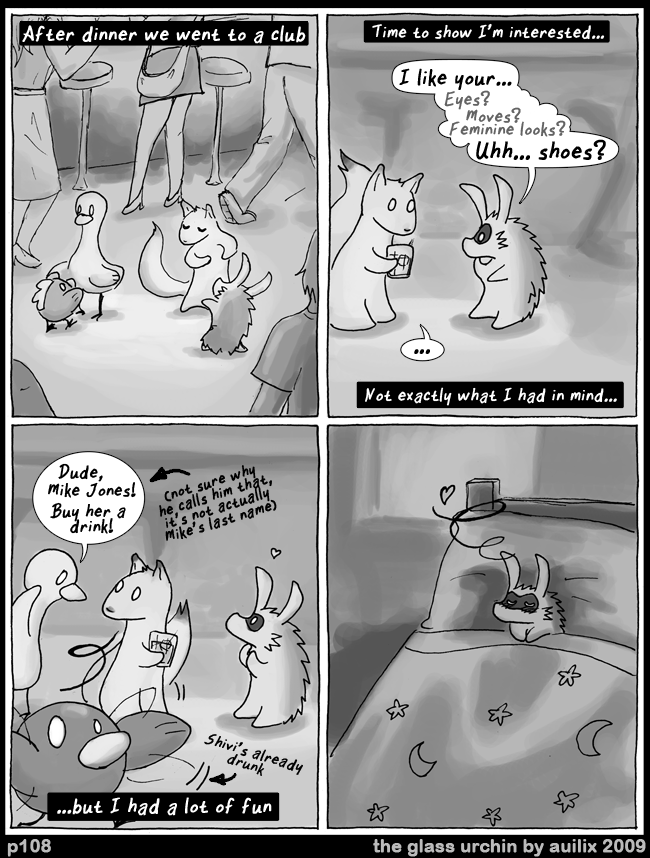 After dinner we went to a club
Time to show I'm interested...
I like your...
Eyes?
Moves?
Feminine looks?
Uhh... shoes?
...
Not exactly what I had in mind...
Dude,
Mike Jones!
Buy her a
drink!
(not sure why
he calls him that,
it's not actually
Mike's last name)
Shivi's already
drunk
...but I had a lot of fun
p108
the glass urchin by auilix 2009